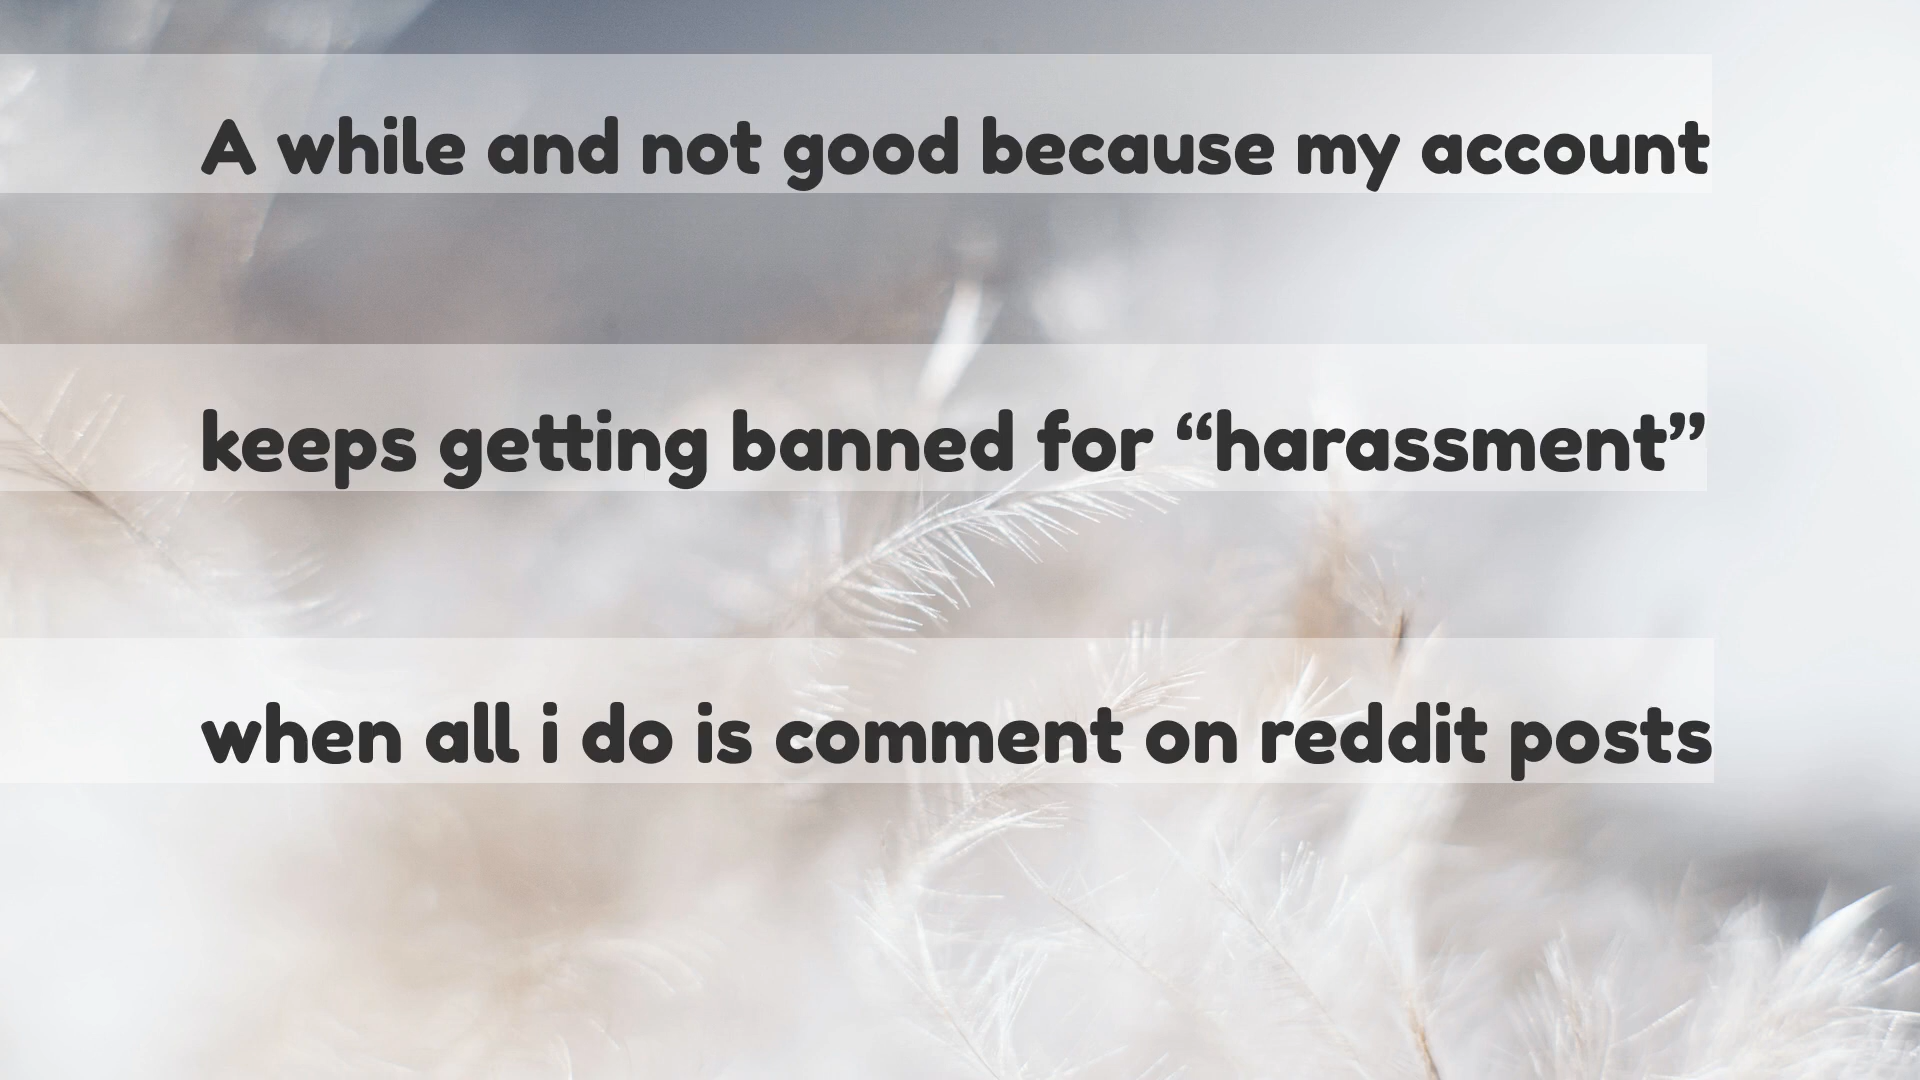 A while and not good because my account
keeps getting banned for “harassment”
when all i do is comment on reddit posts